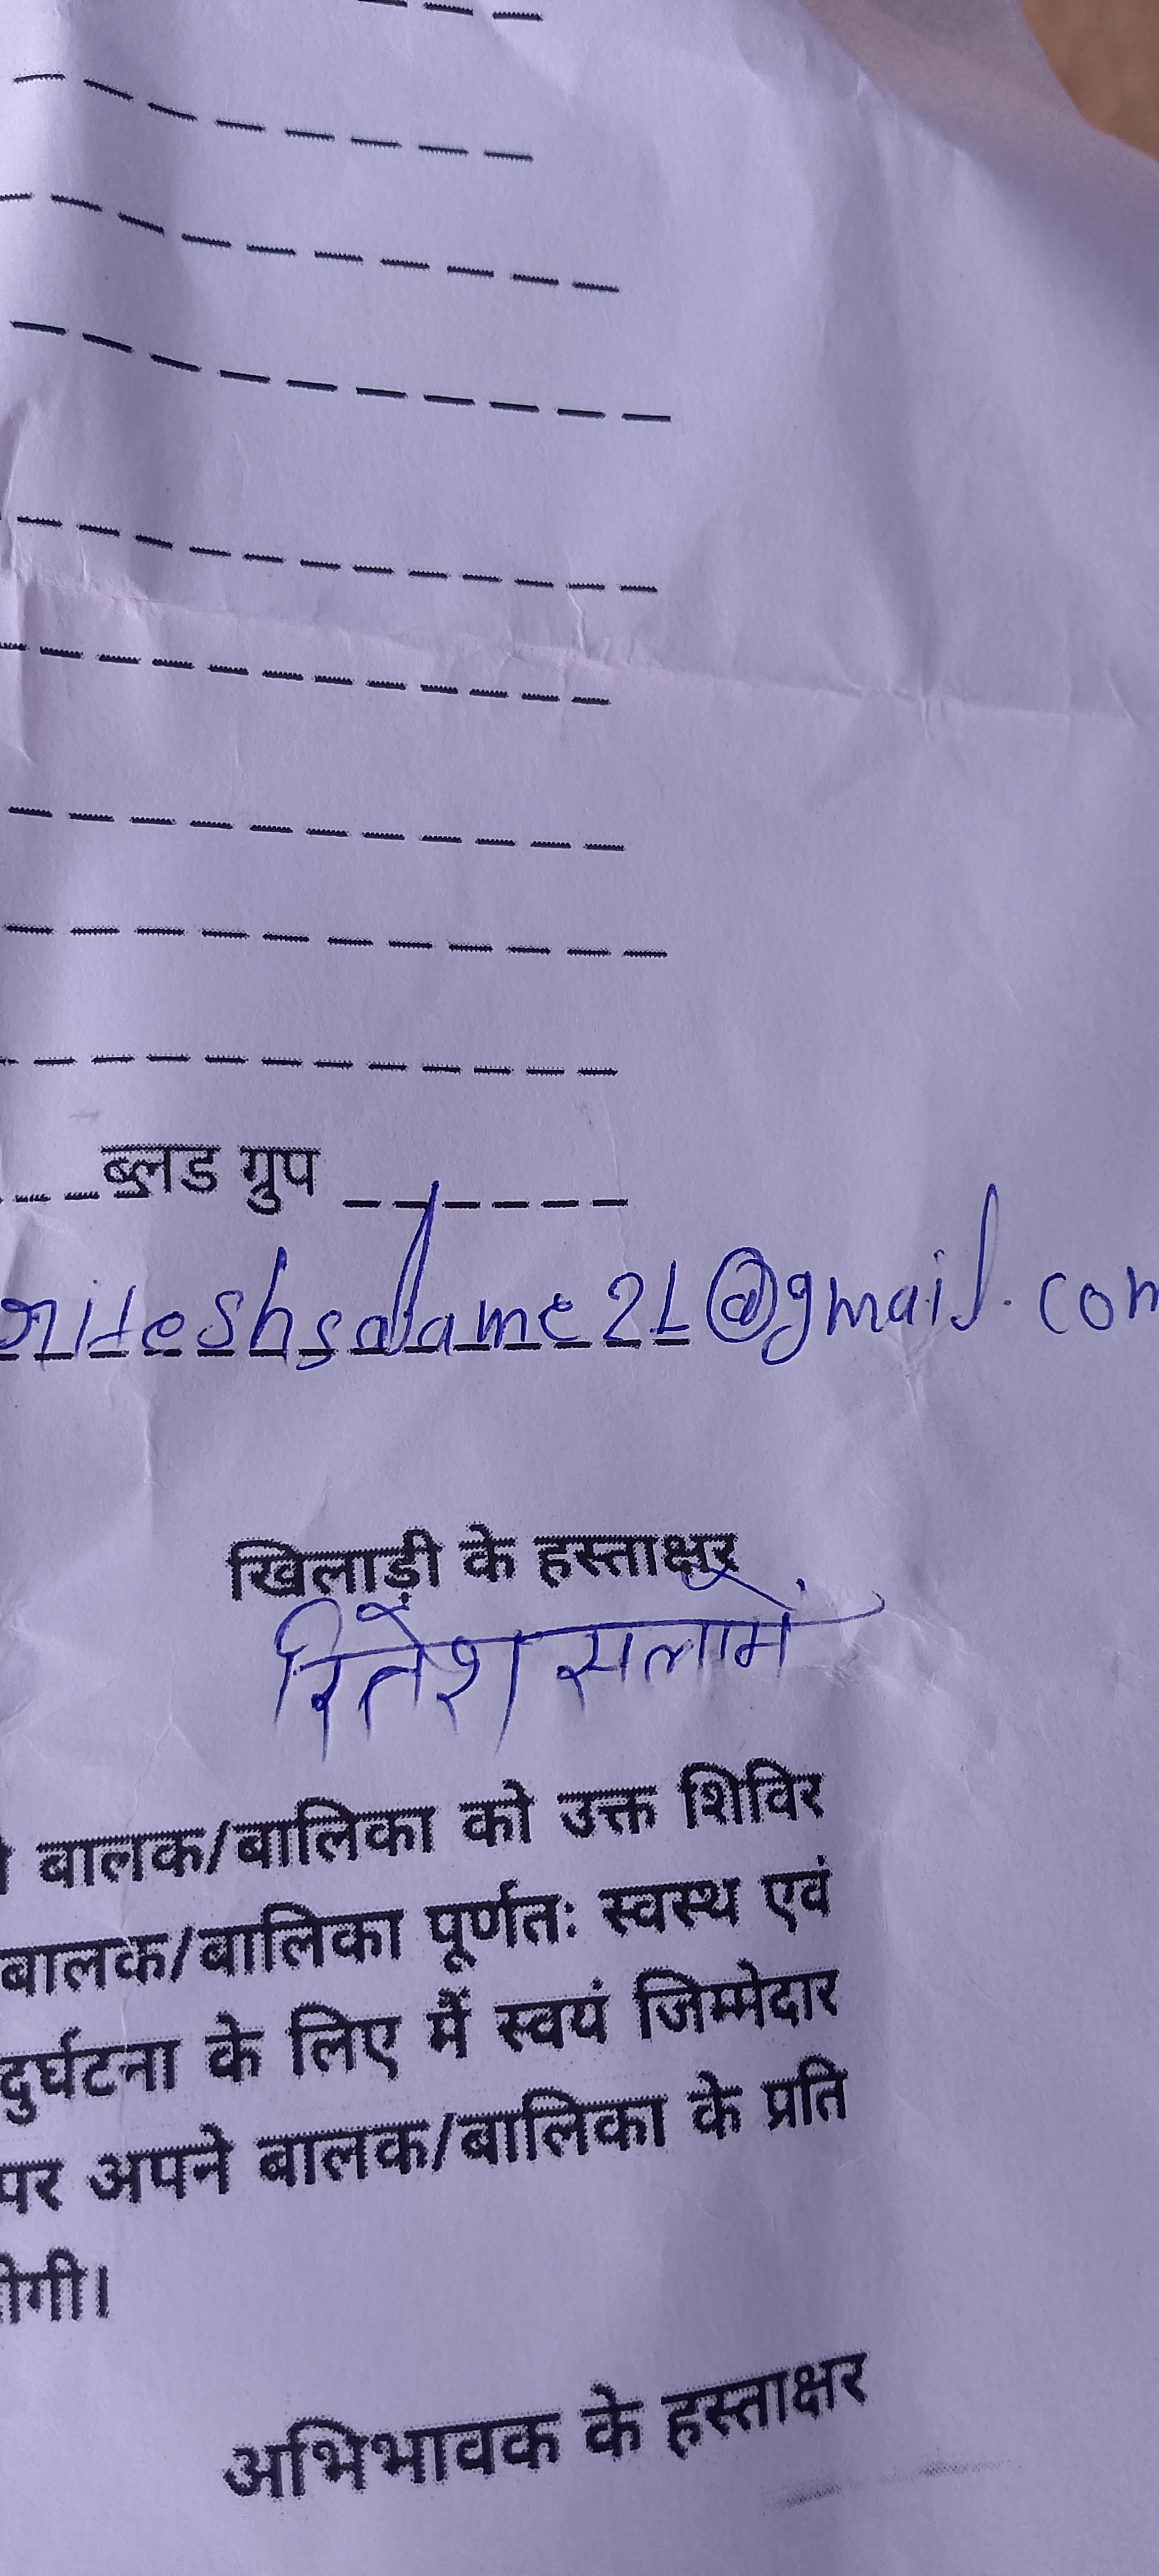 ब्लड ग्रुप
riteshsalame21@gmail.com
खिलाड़ी के हस्ताक्षर
रितेश सलामे
बालक/बालिका को उक्त शिविर
बालक/बालिका पूर्णतः स्वस्थ एवं
दुर्घटना के लिए मैं स्वयं जिम्मेदार
पर अपने बालक/बालिका के प्रति
अभिभावक के हस्ताक्षर